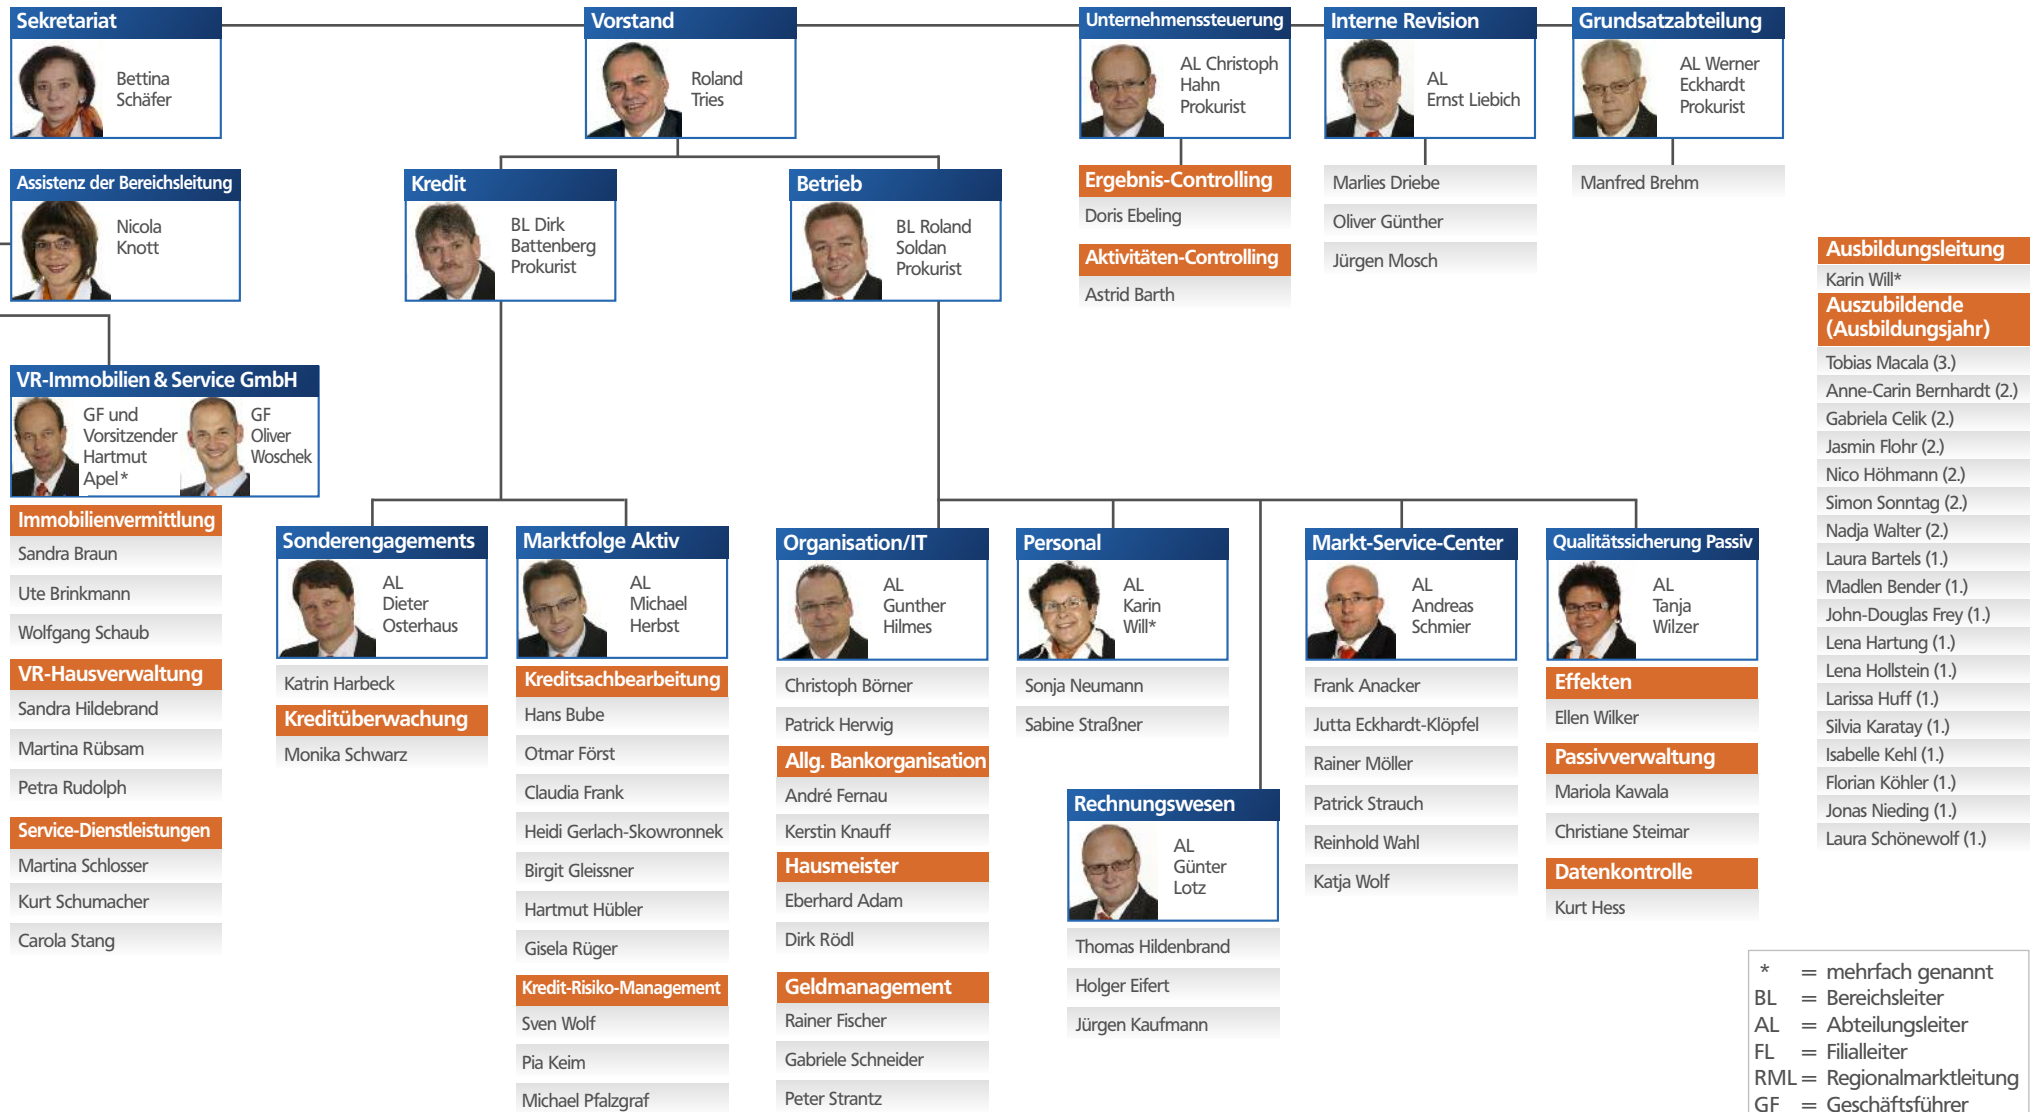 Sekretariat
Bettina
Schäfer
Vorstand
Roland
Tries
Unternehmenssteuerung
AL Christoph
Hahn
Prokurist
Interne Revision
AL
Ernst Liebich
Grundsatzabteilung
AL Werner
Eckhardt
Prokurist
Assistenz der Bereichsleitung
Nicola
Knott
Kredit
BL Dirk
Battenberg
Prokurist
Betrieb
BL Roland
Soldan
Prokurist
Ergebnis-Controlling
Doris Ebeling
Aktivitäten-Controlling
Astrid Barth
Marlies Driebe
Oliver Günther
Jürgen Mosch
Manfred Brehm
Ausbildungsleitung
Karin Will*
Auszubildende
(Ausbildungsjahr)
Tobias Macala (3.)
Anne-Carin Bernhardt (2.)
Gabriela Celik (2.)
Jasmin Flohr (2.)
Nico Höhmann (2.)
Simon Sonntag (2.)
Nadja Walter (2.)
Laura Bartels (1.)
Madlen Bender (1.)
John-Douglas Frey (1.)
Lena Hartung (1.)
Lena Hollstein (1.)
Larissa Huff (1.)
Silvia Karatay (1.)
Isabelle Kehl (1.)
Florian Köhler (1.)
Jonas Nieding (1.)
Laura Schönewolf (1.)
VR-Immobilien & Service GmbH
GF und
Vorsitzender
Hartmut
Apel*
GF
Oliver
Woschek
Immobilienvermittlung
Sandra Braun
Ute Brinkmann
Wolfgang Schaub
VR-Hausverwaltung
Sandra Hildebrand
Martina Rübsam
Petra Rudolph
Service-Dienstleistungen
Martina Schlosser
Kurt Schumacher
Carola Stang
Sonderengagements
AL
Dieter
Osterhaus
Katrin Harbeck
Kreditüberwachung
Monika Schwarz
Marktfolge Aktiv
AL
Michael
Herbst
Kreditsachbearbeitung
Hans Bube
Otmar Först
Claudia Frank
Heidi Gerlach-Skowronnek
Birgit Gleissner
Hartmut Hübler
Gisela Rüger
Kredit-Risiko-Management
Sven Wolf
Pia Keim
Michael Pfalzgraf
Organisation/IT
AL
Gunther
Hilmes
Christoph Börner
Patrick Herwig
Allg. Bankorganisation
André Fernau
Kerstin Knauff
Hausmeister
Eberhard Adam
Dirk Rödl
Geldmanagement
Rainer Fischer
Gabriele Schneider
Peter Strantz
Personal
AL
Karin
Will*
Sonja Neumann
Sabine Straßner
Rechnungswesen
AL
Günter
Lotz
Thomas Hildenbrand
Holger Eifert
Jürgen Kaufmann
Markt-Service-Center
AL
Andreas
Schmier
Frank Anacker
Jutta Eckhardt-Klöpfel
Rainer Möller
Patrick Strauch
Reinhold Wahl
Katja Wolf
Qualitätssicherung Passiv
AL
Tanja
Wilzer
Effekten
Ellen Wilker
Passivverwaltung
Mariola Kawala
Christiane Steimar
Datenkontrolle
Kurt Hess
* = mehrfach genannt
BL = Bereichsleiter
AL = Abteilungsleiter
FL = Filialleiter
RML = Regionalmarktleitung
GF = Geschäftsführer